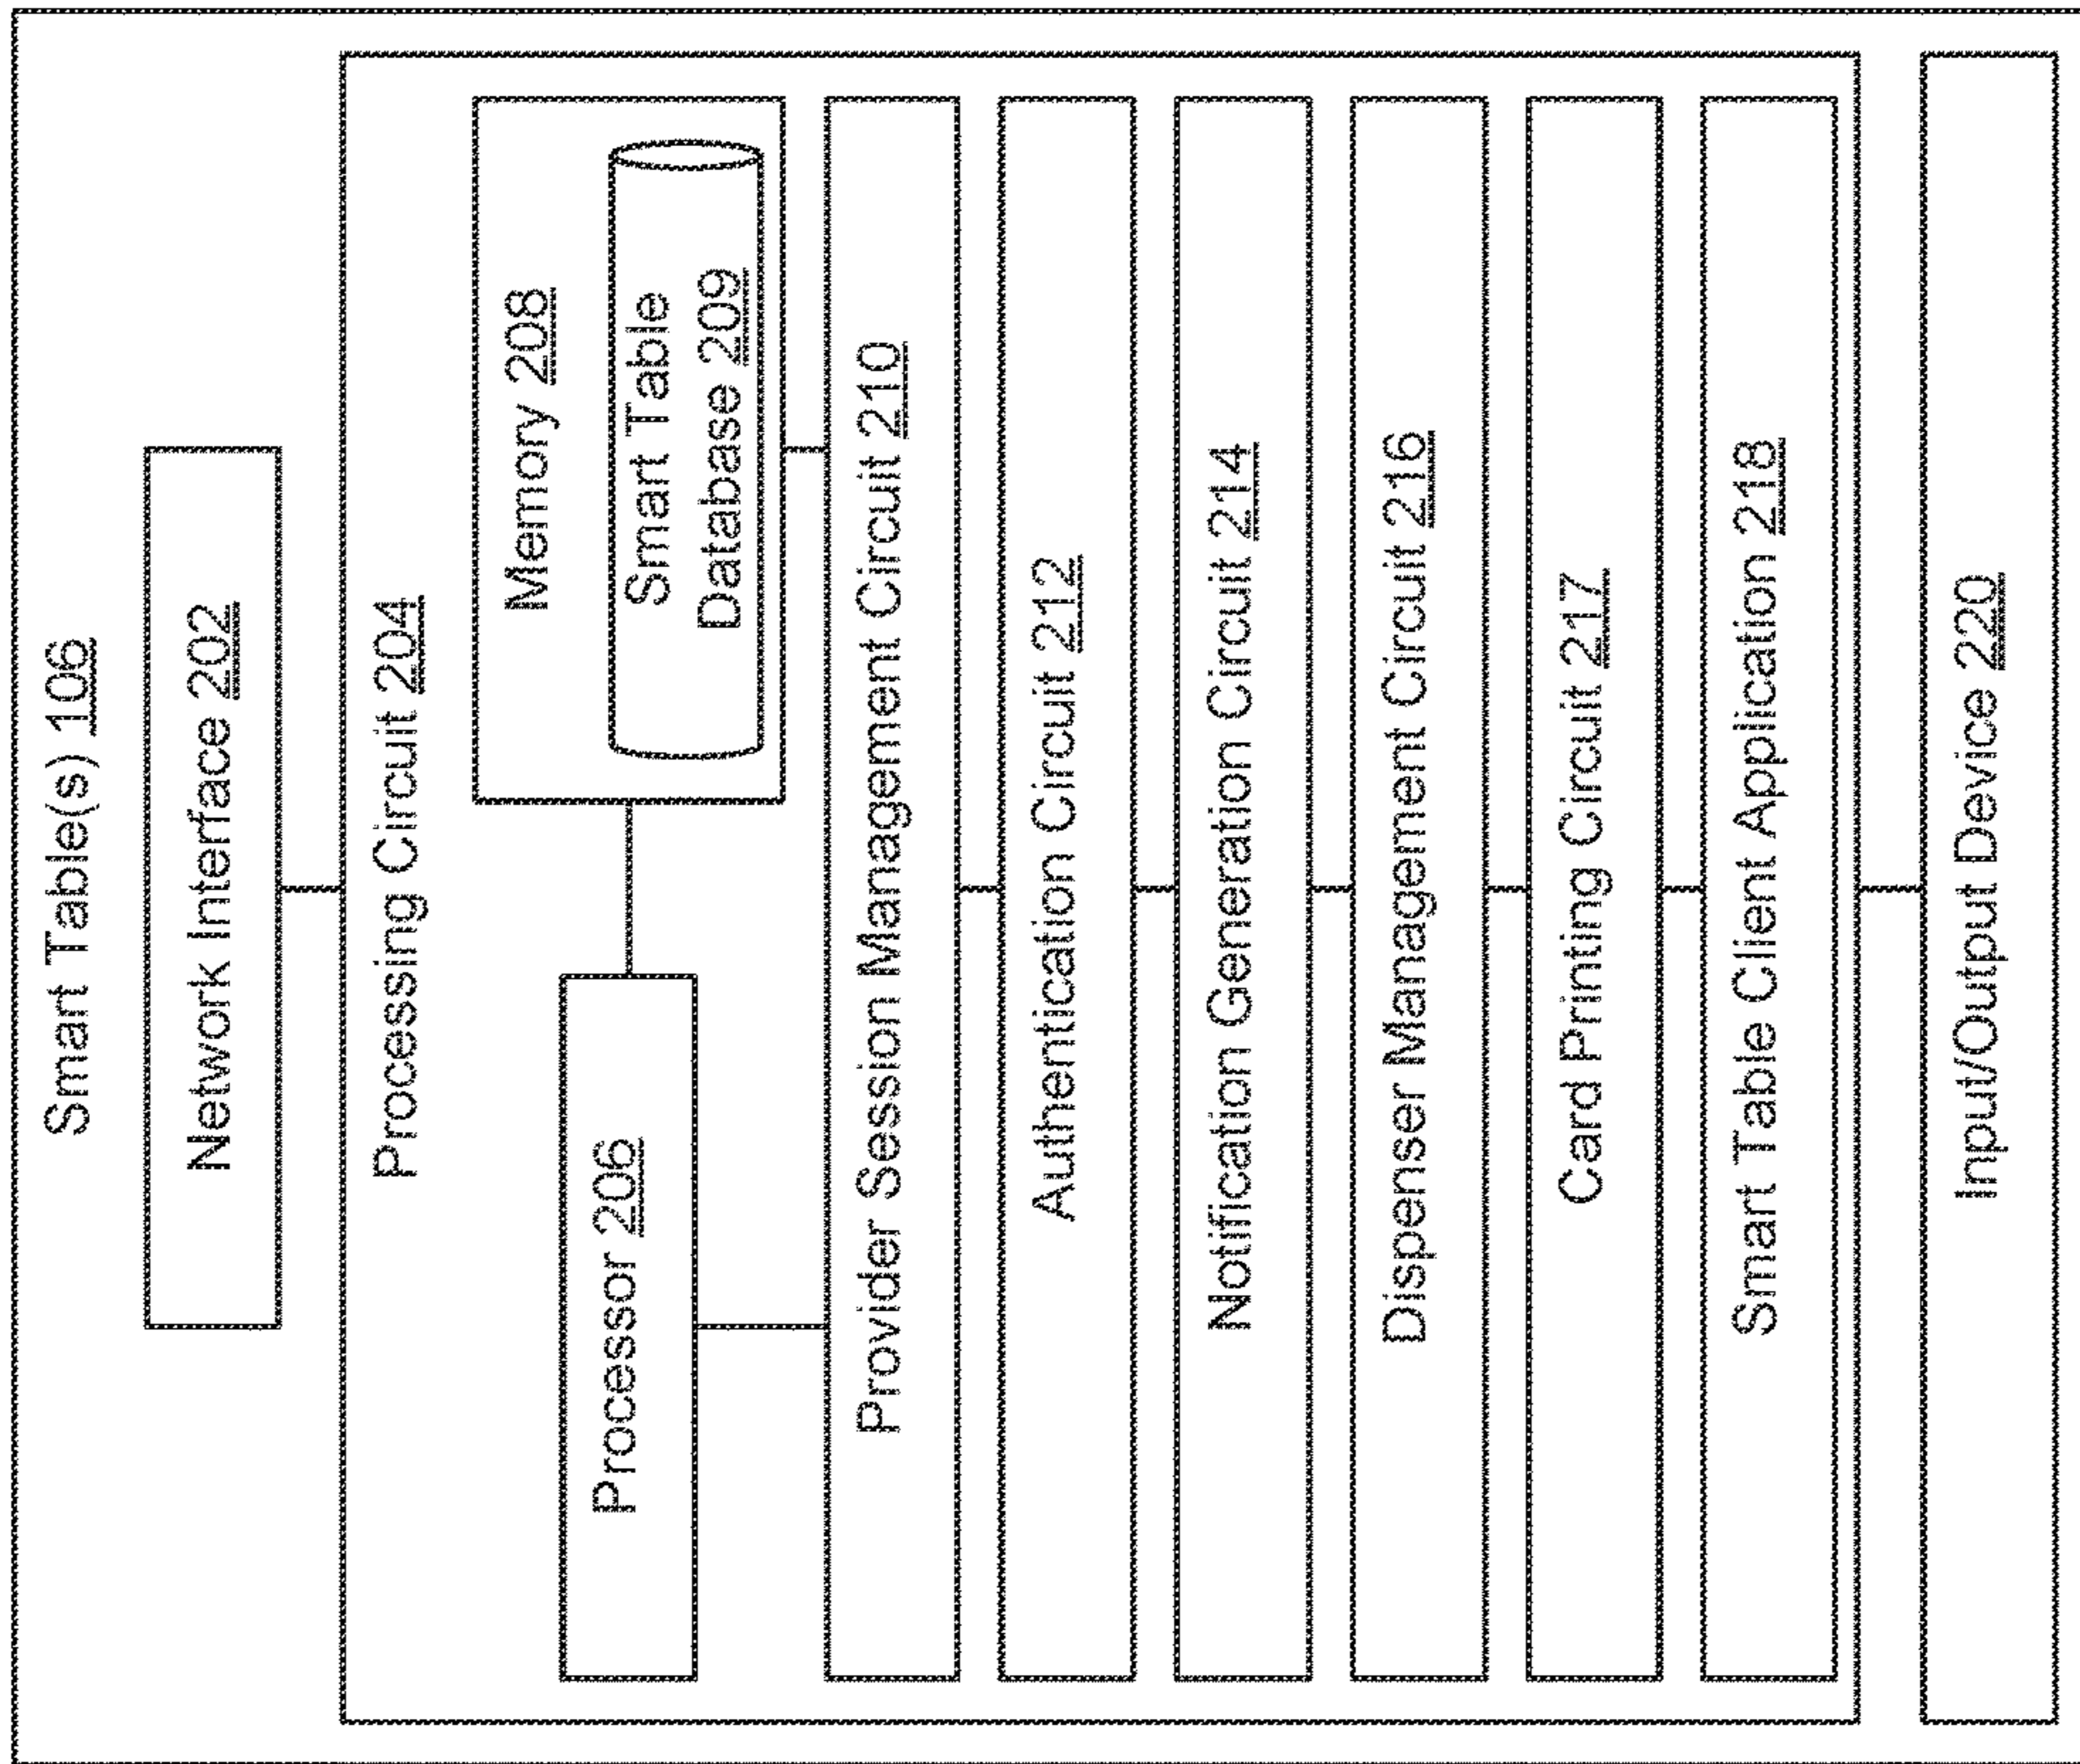 Smart Table(s) 106
Network Interface 202
Processing Circuit 204
Processor 206
Memory 208
Smart Table
Database 209
Provider Session Management Circuit 210
Authentication Circuit 212
Notification Generation Circuit 214
Dispenser Management Circuit 216
Card Printing Circuit 217
Smart Table Client Application 218
Input/Output Device 220